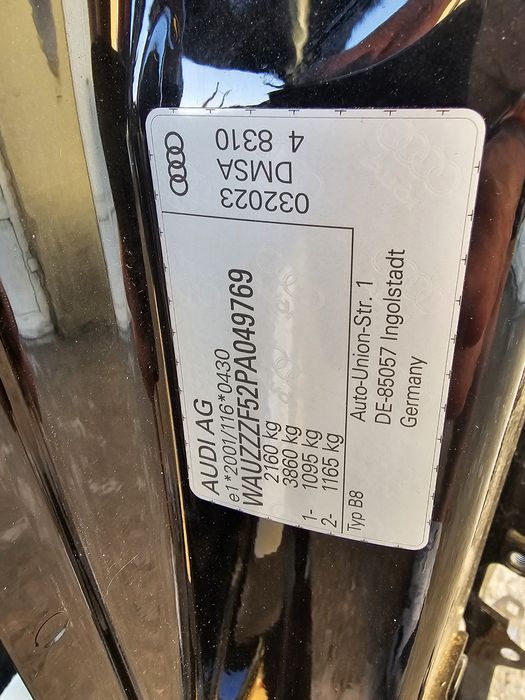 AUDI AG
e1*2001/116*0430
WAUZZZF52PA049769
2160 kg
3860 kg
1- 1095 kg
2- 1165 kg
Typ B8
Auto-Union-Str. 1
DE-85057 Ingolstadt
Germany
032023
DMSA
4 8310